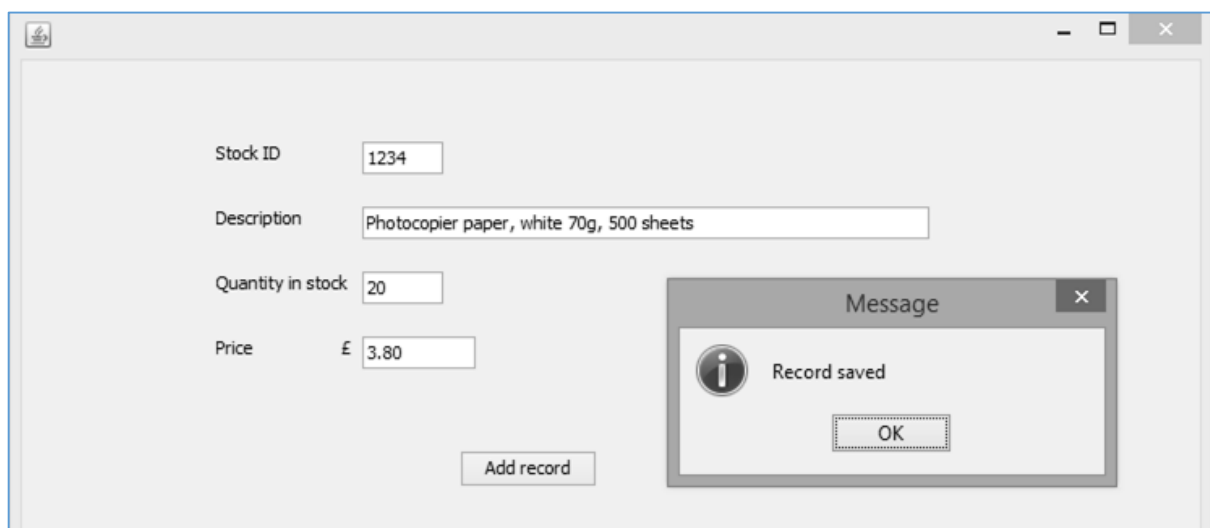 Stock ID 1234
Description Photocopier paper, white 70g, 500 sheets
Quantity in stock 20
Price £ 3.80
Add record
Message
Record saved
OK